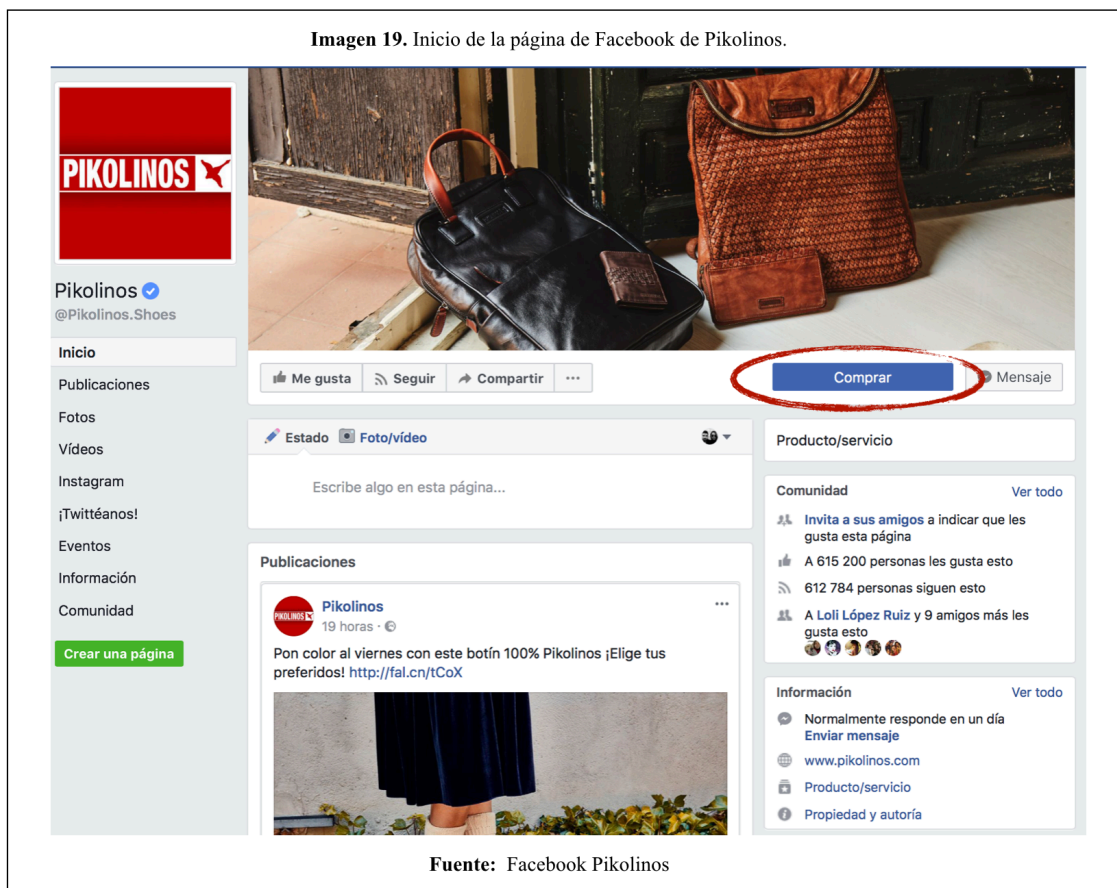 Imagen 19. Inicio de la página de Facebook de Pikolinos.
PIKOLINOS
Pikolinos
@Pikolinos.Shoes
Inicio
Publicaciones
Fotos
Vídeos
Instagram
¡Twittéanos!
Eventos
Información
Comunidad
Crear una página
Me gusta
Seguir
Compartir
...
Comprar
Mensaje
Estado
Foto/vídeo
Escribe algo en esta página...
Publicaciones
PIKOLINOS
Pikolinos
19 horas ·
Pon color al viernes con este botín 100% Pikolinos ¡Elige tus
preferidos! http://fal.cn/tCoX
Producto/servicio
Comunidad
Ver todo
Invita a sus amigos a indicar que les
gusta esta página
A 615 200 personas les gusta esto
612 784 personas siguen esto
A Loli López Ruiz y 9 amigos más les
gusta esto
Información
Ver todo
Normalmente responde en un día
Enviar mensaje
www.pikolinos.com
Producto/servicio
Propiedad y autoría
Fuente: Facebook Pikolinos